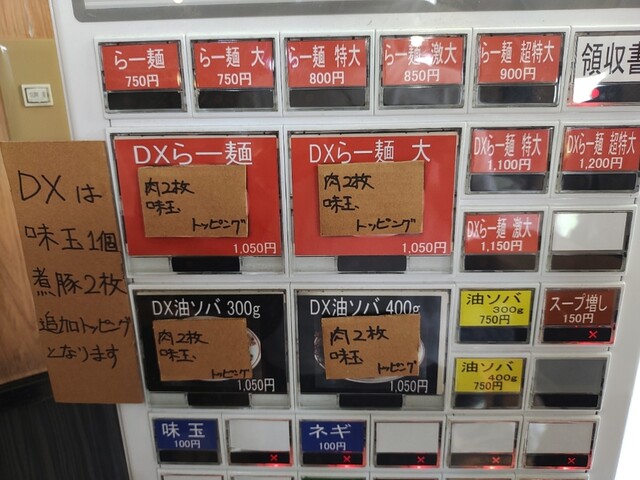 らー麺
750円
らー麺 大
750円
らー麺 特大
800円
らー麺 激大
850円
らー麺 超特大
900円
領収書
DXらー麺
肉2枚
味玉
トッピング
1,050円
DXらー麺 大
肉2枚
味玉
トッピング
1,050円
DXらー麺 特大
1,100円
DXらー麺 超特大
1,200円
DXらー麺 激大
1,150円
DXは
味玉1個
煮豚2枚
追加トッピング
となります
DX油ソバ 300g
肉2枚
味玉
トッピング
1,050円
DX油ソバ 400g
肉2枚
味玉
トッピング
1,050円
油ソバ
300g
750円
スープ増し
150円
油ソバ
400g
750円
味玉
100円
ネギ
100円